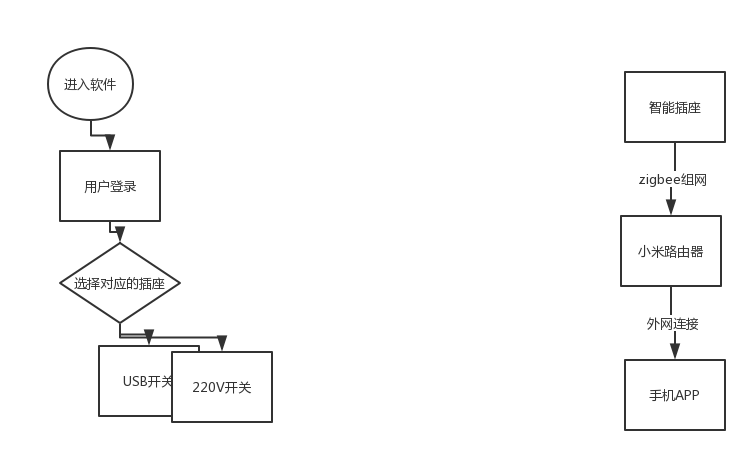 进入软件
用户登录
选择对应的插座
USB开关
220V开关
智能插座
zigbee组网
小米路由器
外网连接
手机APP